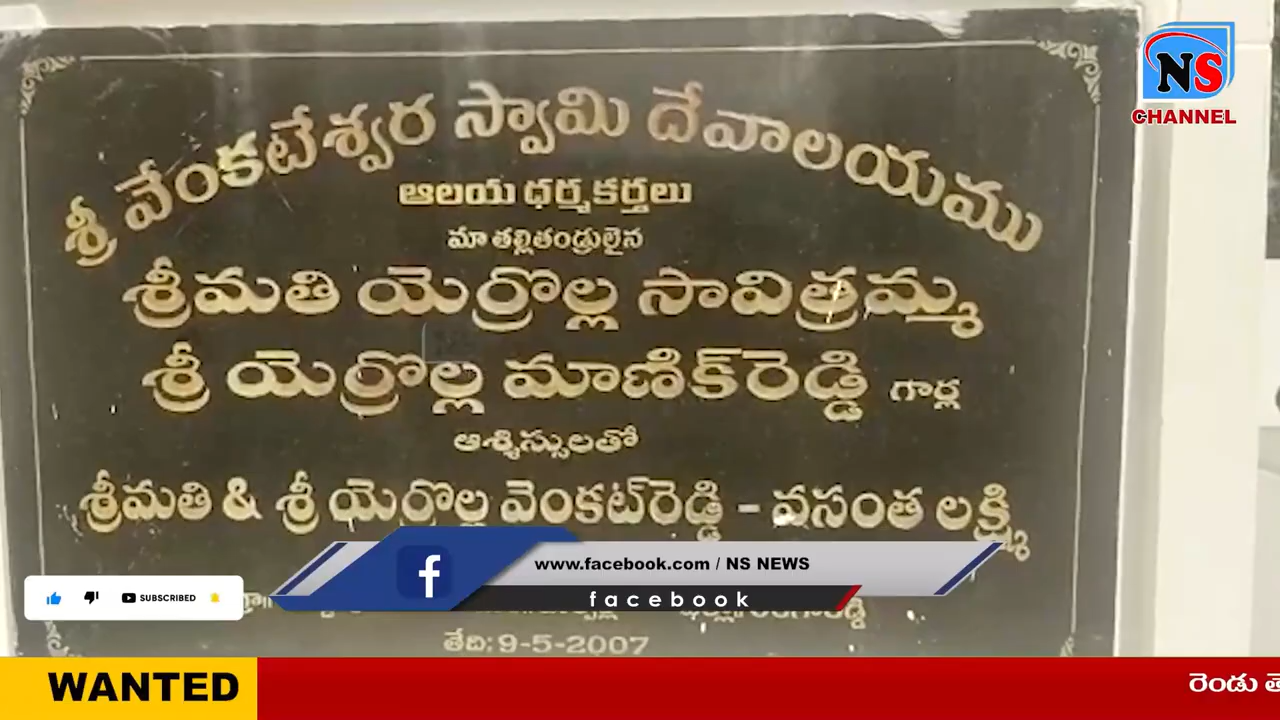 శ్రీ వేంకటేశ్వర స్వామి దేవాలయము
ఆలయ ధర్మకర్తలు
మా తల్లితండ్రులైన
శ్రీమతి యెర్రొల్ల సావిత్రమ్మ
శ్రీ యెర్రొల్ల మాణిక్‌రెడ్డి గార్ల
ఆశ్శిస్సులతో
శ్రీమతి & శ్రీ యెర్రొల్ల వెంకట్‌రెడ్డి - వసంత లక్ష్మి
తేది: 9-5-2007
NS
CHANNEL
www.facebook.com / NS NEWS
facebook
SUBSCRIBED
WANTED
రెండు